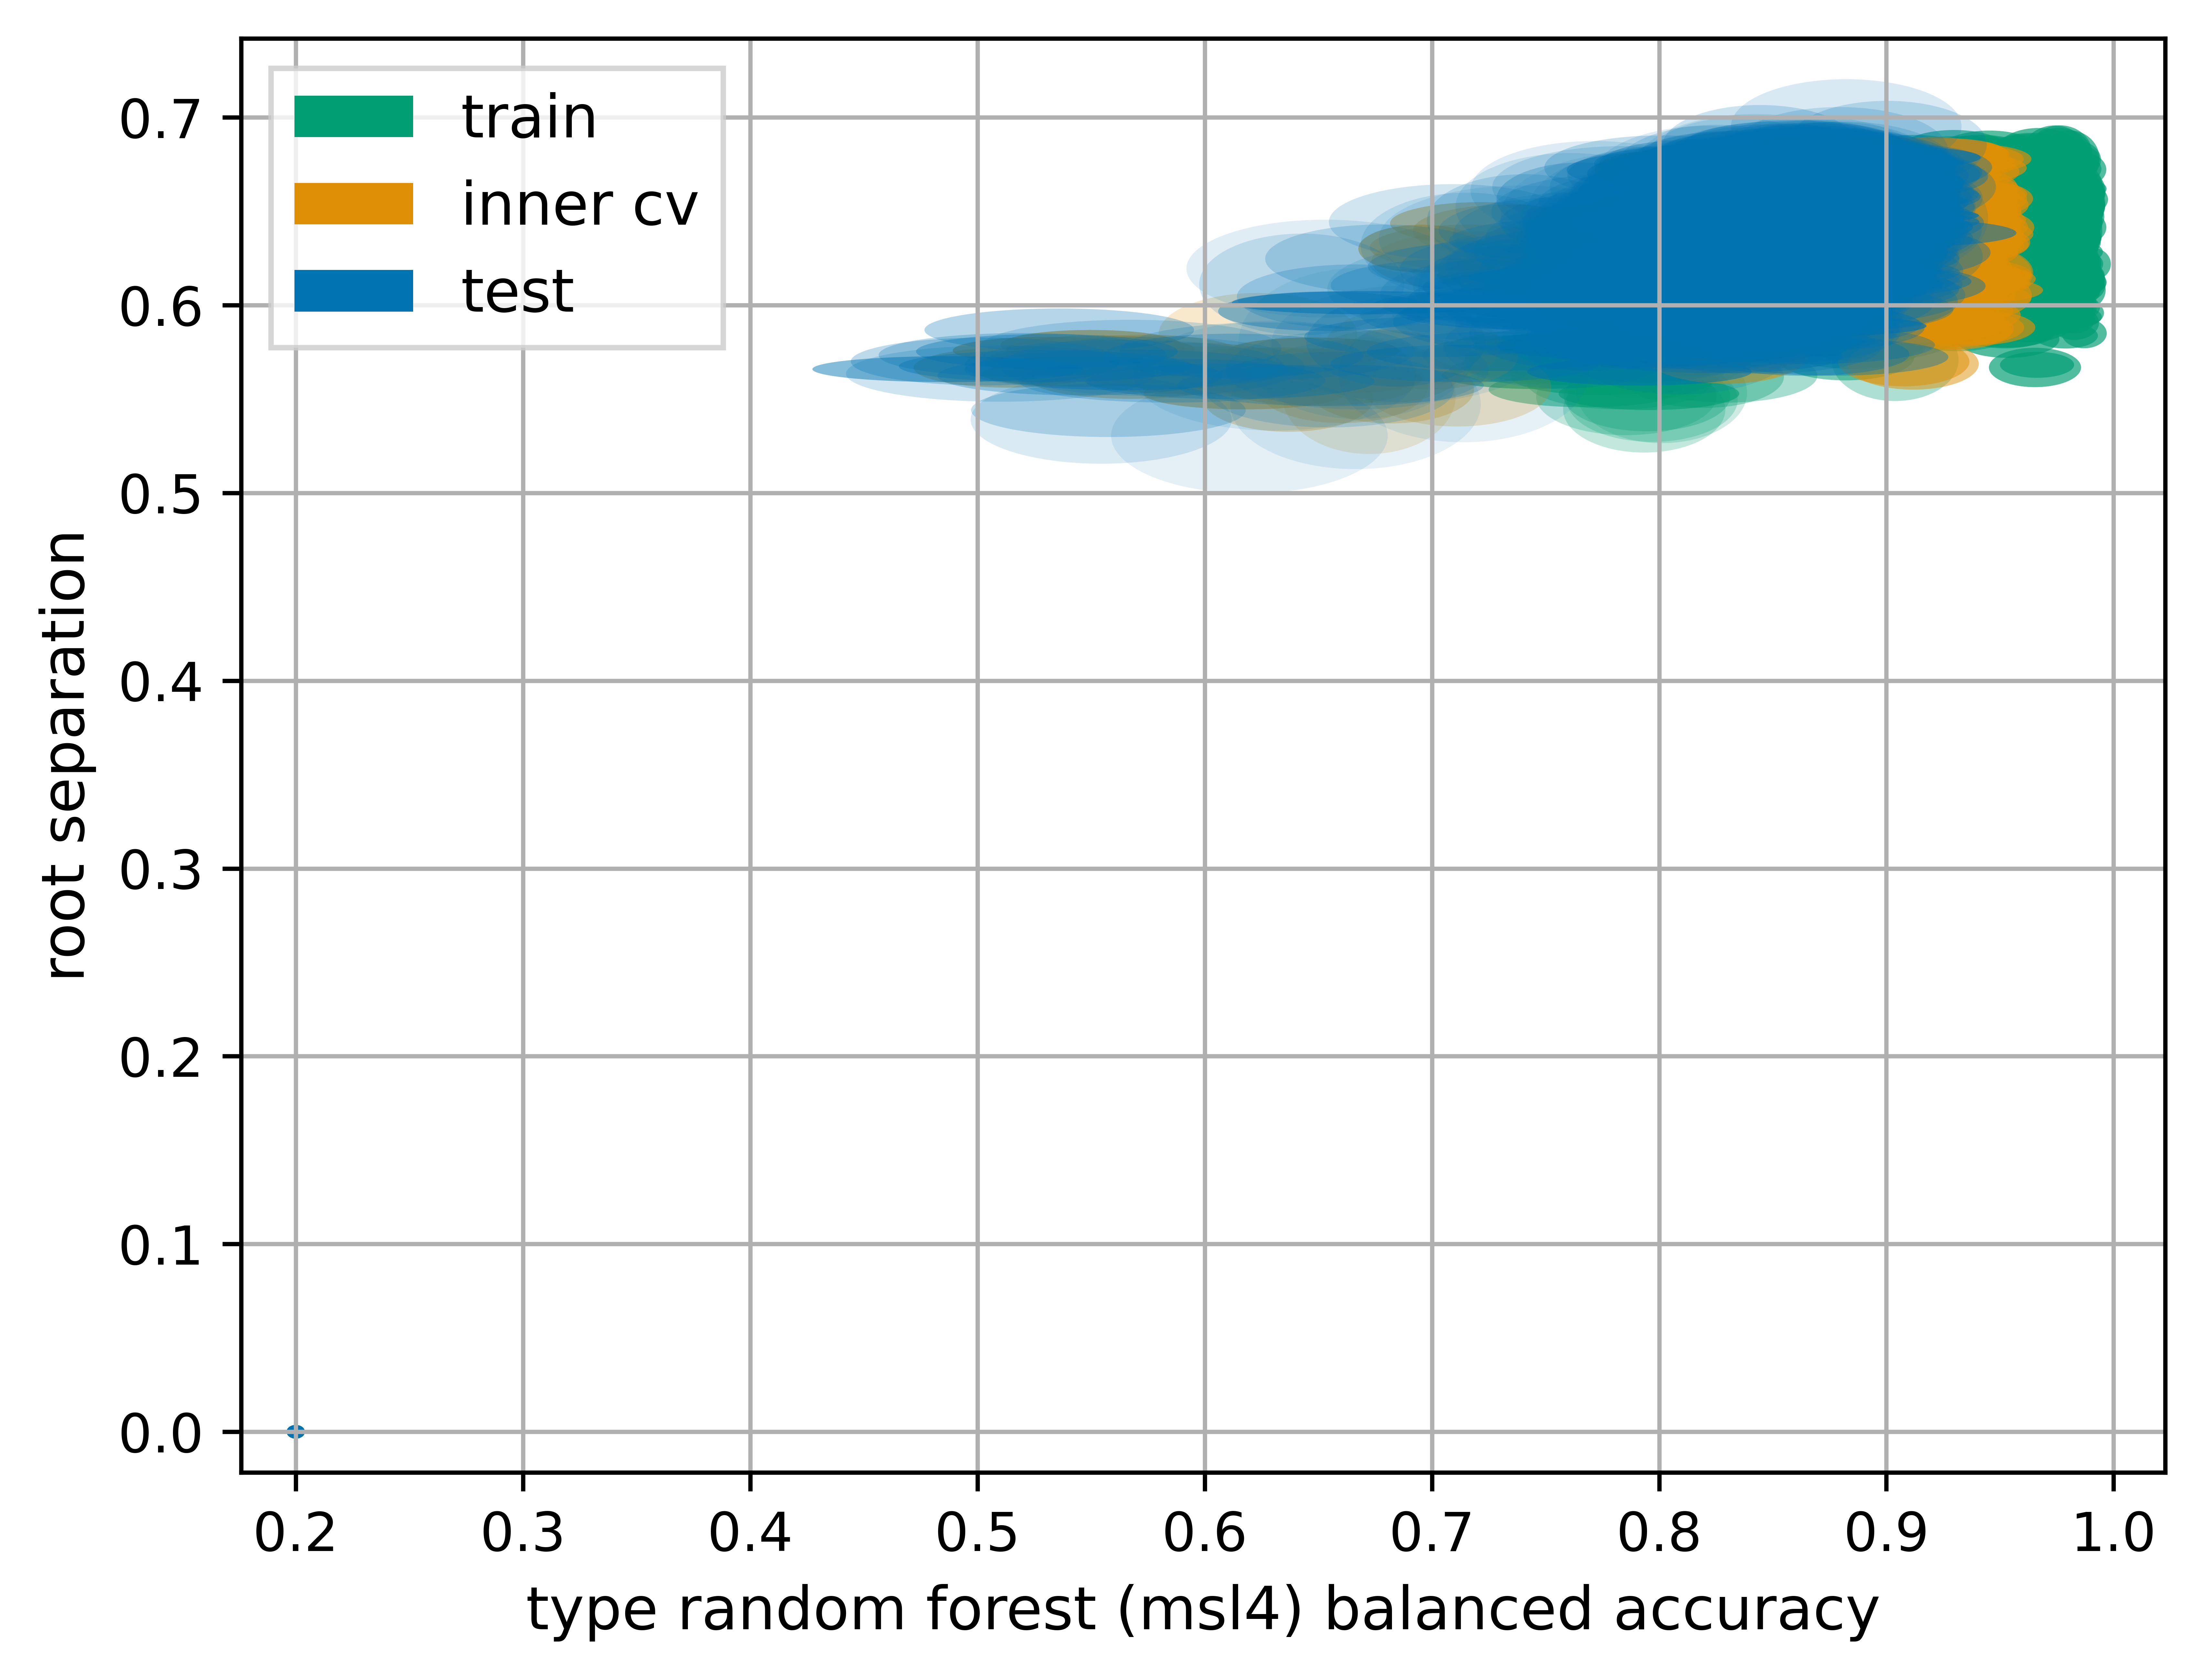 train
inner cv
test
0.7
0.6
0.5
0.4
0.3
0.2
0.1
0.0
root separation
0.2 0.3 0.4 0.5 0.6 0.7 0.8 0.9 1.0
type random forest (msl4) balanced accuracy